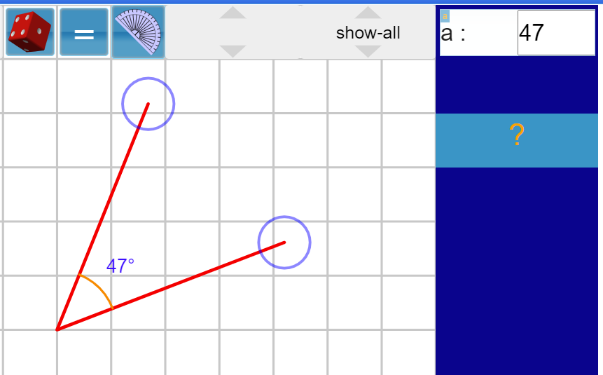 =
show-all
a :
47
?
47°